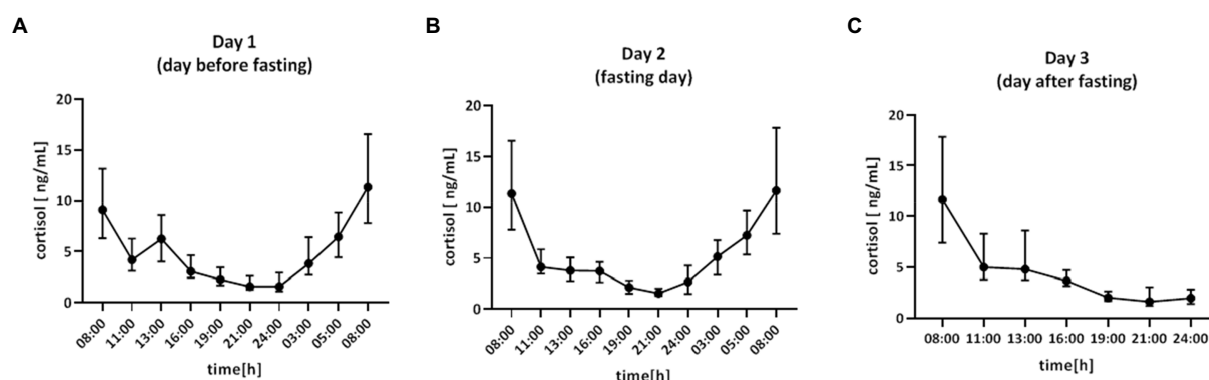 A
Day 1
(day before fasting)
cortisol [ ng/mL]
20
15
10
5
0
08:00
11:00
13:00
16:00
19:00
21:00
24:00
03:00
05:00
08:00
time[h]
B
Day 2
(fasting day)
cortisol [ ng/mL]
20
15
10
5
0
08:00
11:00
13:00
16:00
19:00
21:00
24:00
03:00
05:00
08:00
time[h]
C
Day 3
(day after fasting)
cortisol [ ng/mL]
20
15
10
5
0
08:00 11:00 13:00 16:00 19:00 21:00 24:00
time[h]